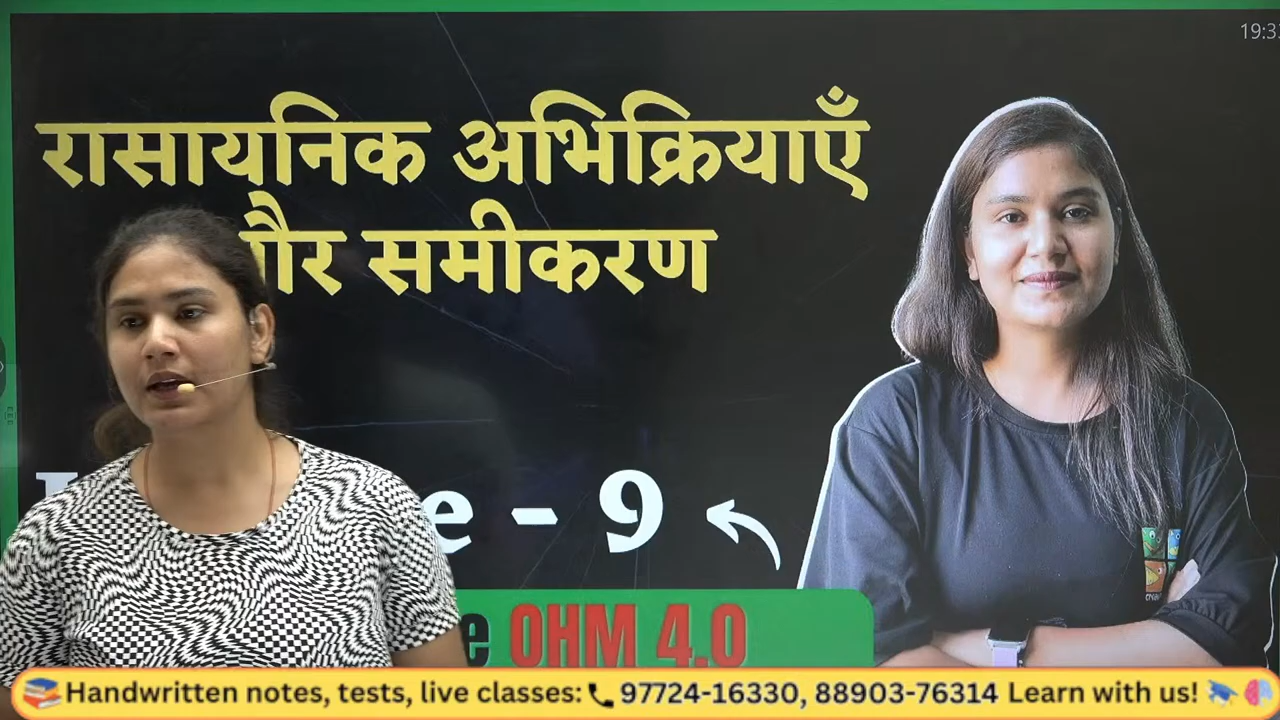 19:33
रासायनिक अभिक्रियाएँ
और समीकरण
- 9
OHM 4.0
Handwritten notes, tests, live classes: 97724-16330, 88903-76314 Learn with us!